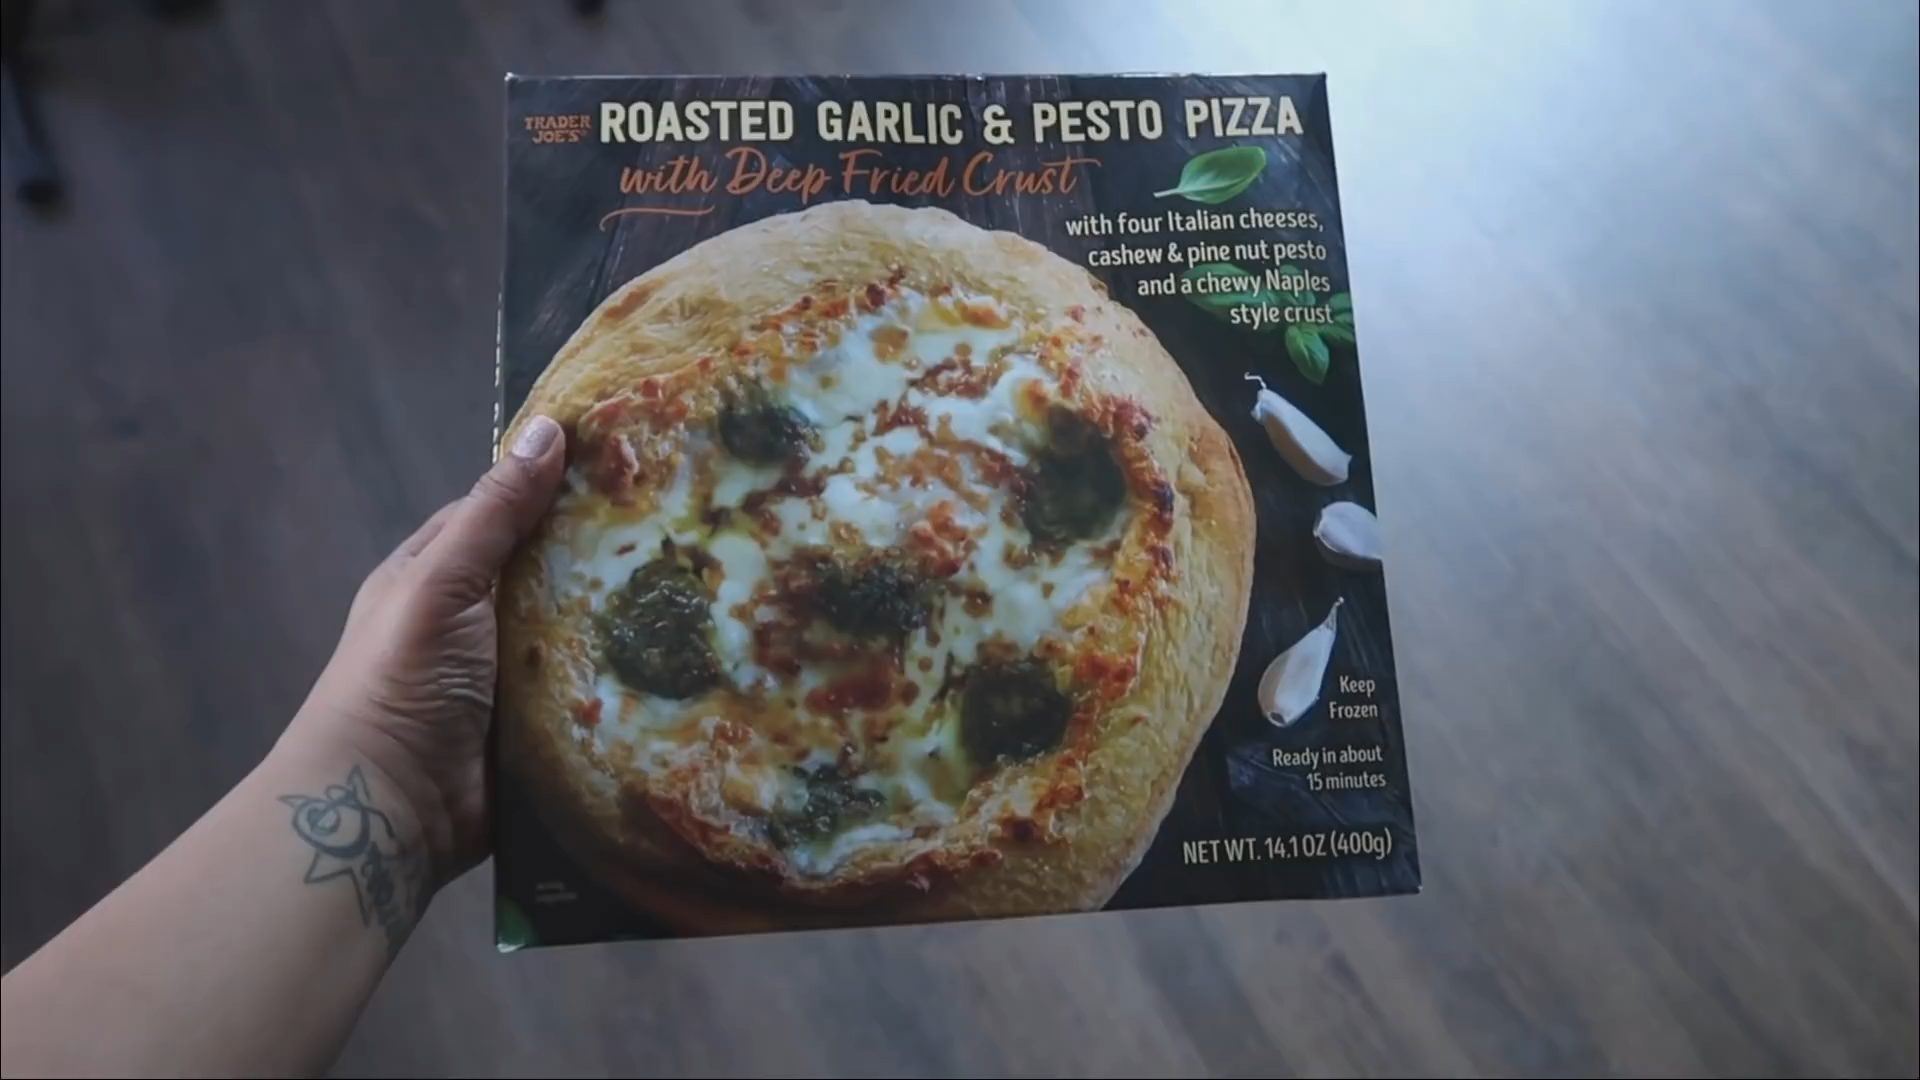 TRADER
JOE'S
ROASTED GARLIC & PESTO PIZZA
with Deep Fried Crust
with four Italian cheeses,
cashew & pine nut pesto
and a chewy Naples
style crust
Keep
Frozen
Ready in about
15 minutes
NET WT. 14.1 OZ (400g)